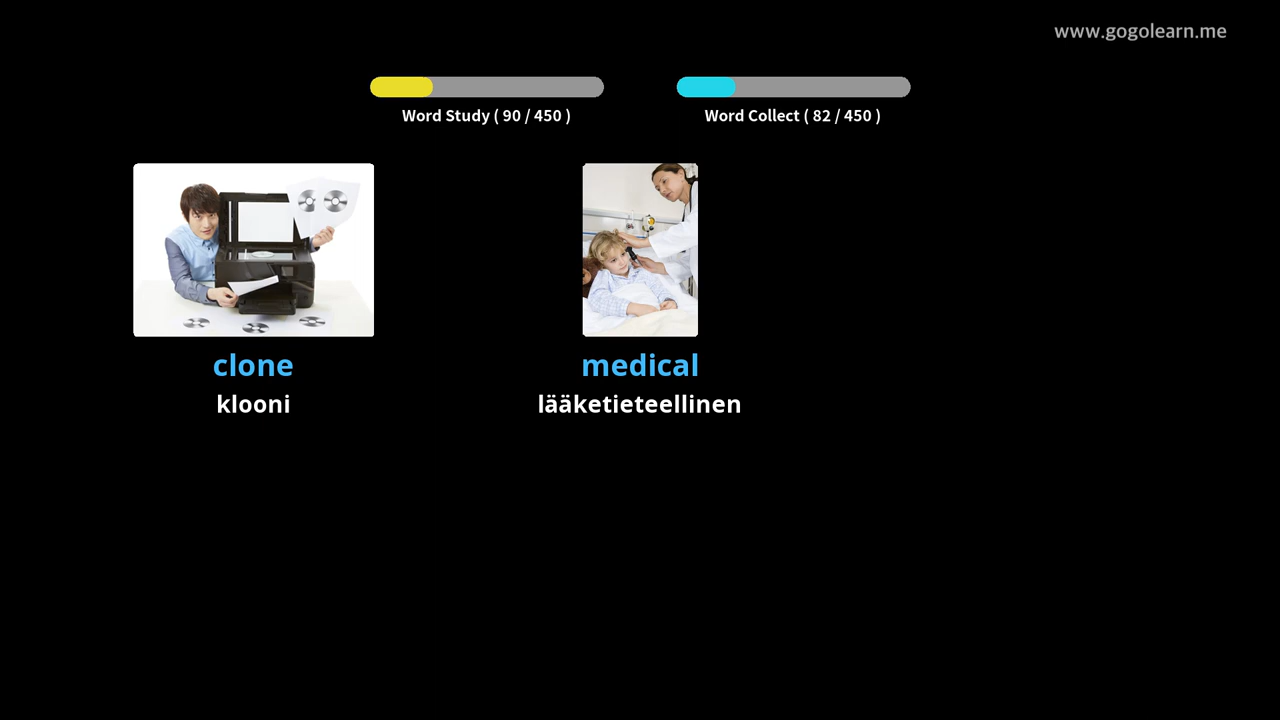 www.gogolearn.me
Word Study ( 90 / 450 )
Word Collect ( 82 / 450 )
clone
klooni
medical
lääketieteellinen